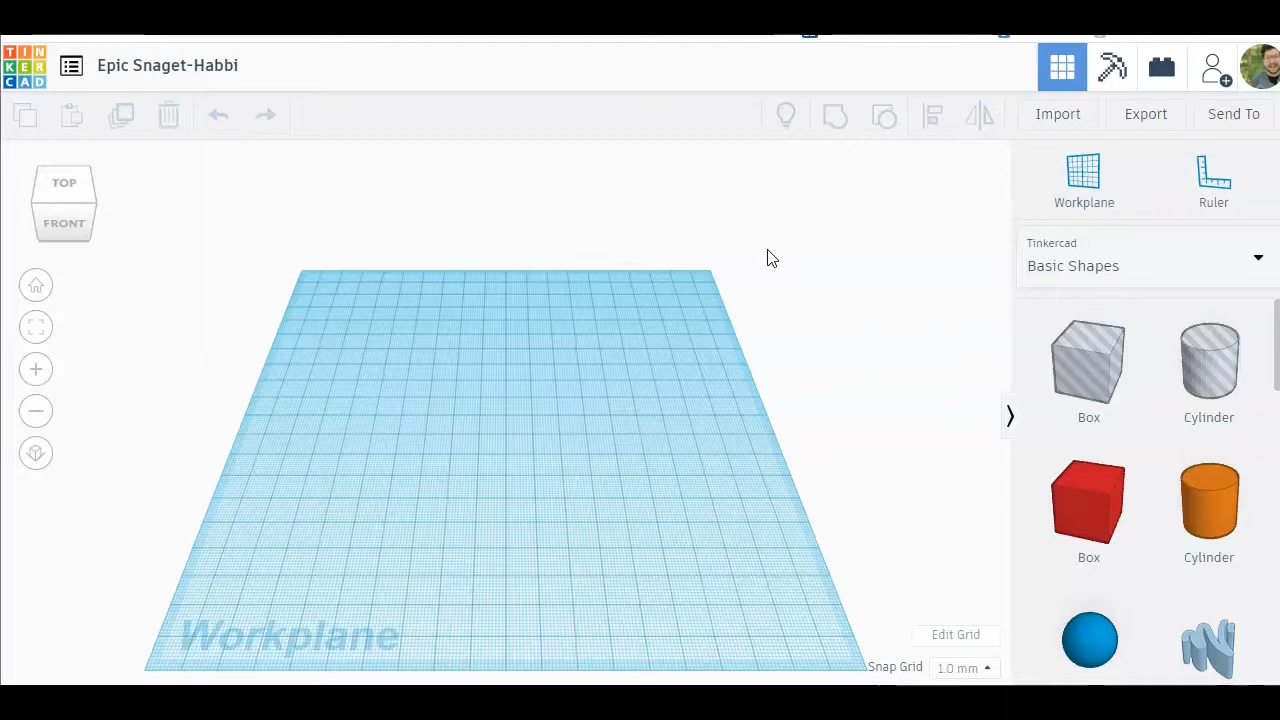 TIN
KER
CAD
Epic Snaget-Habbi
Import
Export
Send To
TOP
FRONT
Workplane
Ruler
Tinkercad
Basic Shapes
Box
Cylinder
Box
Cylinder
Workplane
Edit Grid
Snap Grid
1.0 mm